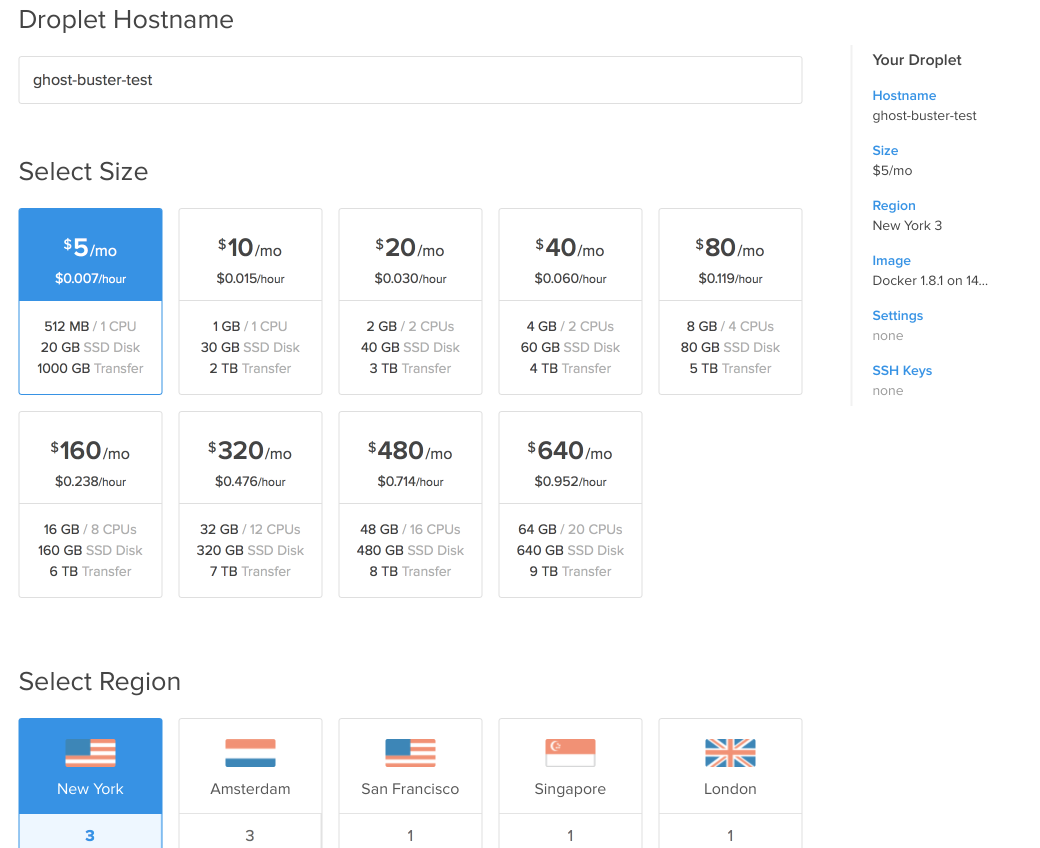 Droplet Hostname
ghost-buster-test
Select Size
$5/mo
$0.007/hour
512 MB / 1 CPU
20 GB SSD Disk
1000 GB Transfer
$10/mo
$0.015/hour
1 GB / 1 CPU
30 GB SSD Disk
2 TB Transfer
$20/mo
$0.030/hour
2 GB / 2 CPUs
40 GB SSD Disk
3 TB Transfer
$40/mo
$0.060/hour
4 GB / 2 CPUs
60 GB SSD Disk
4 TB Transfer
$80/mo
$0.119/hour
8 GB / 4 CPUs
80 GB SSD Disk
5 TB Transfer
$160/mo
$0.238/hour
16 GB / 8 CPUs
160 GB SSD Disk
6 TB Transfer
$320/mo
$0.476/hour
32 GB / 12 CPUs
320 GB SSD Disk
7 TB Transfer
$480/mo
$0.714/hour
48 GB / 16 CPUs
480 GB SSD Disk
8 TB Transfer
$640/mo
$0.952/hour
64 GB / 20 CPUs
640 GB SSD Disk
9 TB Transfer
Select Region
New York
3
Amsterdam
3
San Francisco
1
Singapore
1
London
1
Your Droplet
Hostname
ghost-buster-test
Size
$5/mo
Region
New York 3
Image
Docker 1.8.1 on 14...
Settings
none
SSH Keys
none